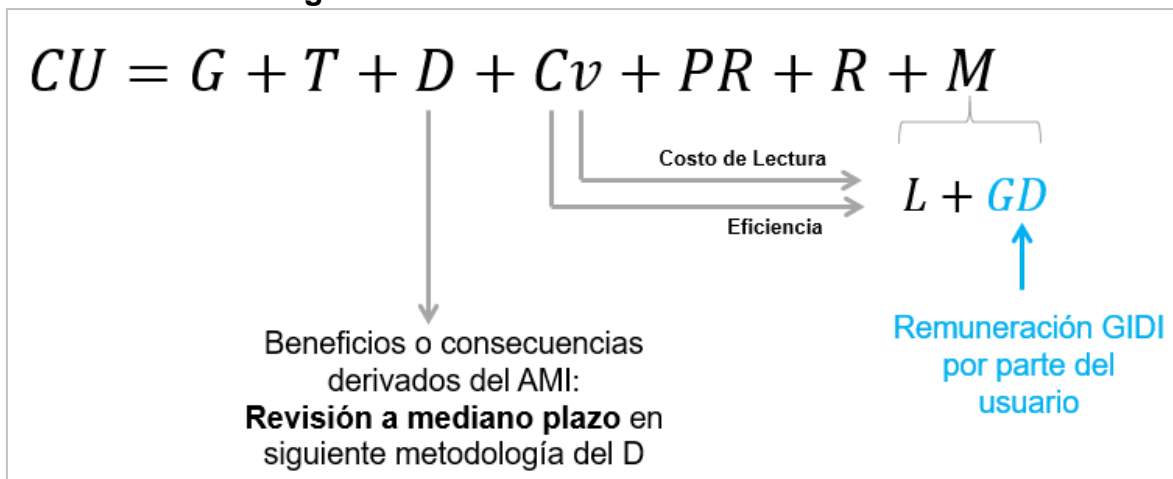 CU = G + T + D + Cv + PR + R + M
Costo de Lectura
L + GD
Eficiencia
Beneficios o consecuencias
derivados del AMI:
Revisión a mediano plazo en
siguiente metodología del D
Remuneración GIDI
por parte del
usuario